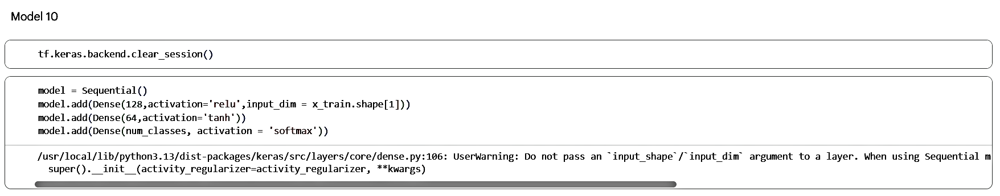 Model 10
tf.keras.backend.clear_session()
model = Sequential()
model.add(Dense(128,activation='relu',input_dim = x_train.shape[1]))
model.add(Dense(64,activation='tanh'))
model.add(Dense(num_classes, activation = 'softmax'))
/usr/local/lib/python3.13/dist-packages/keras/src/layers/core/dense.py:106: UserWarning: Do not pass an `input_shape`/`input_dim` argument to a layer. When using Sequential m
super().__init__(activity_regularizer=activity_regularizer, **kwargs)